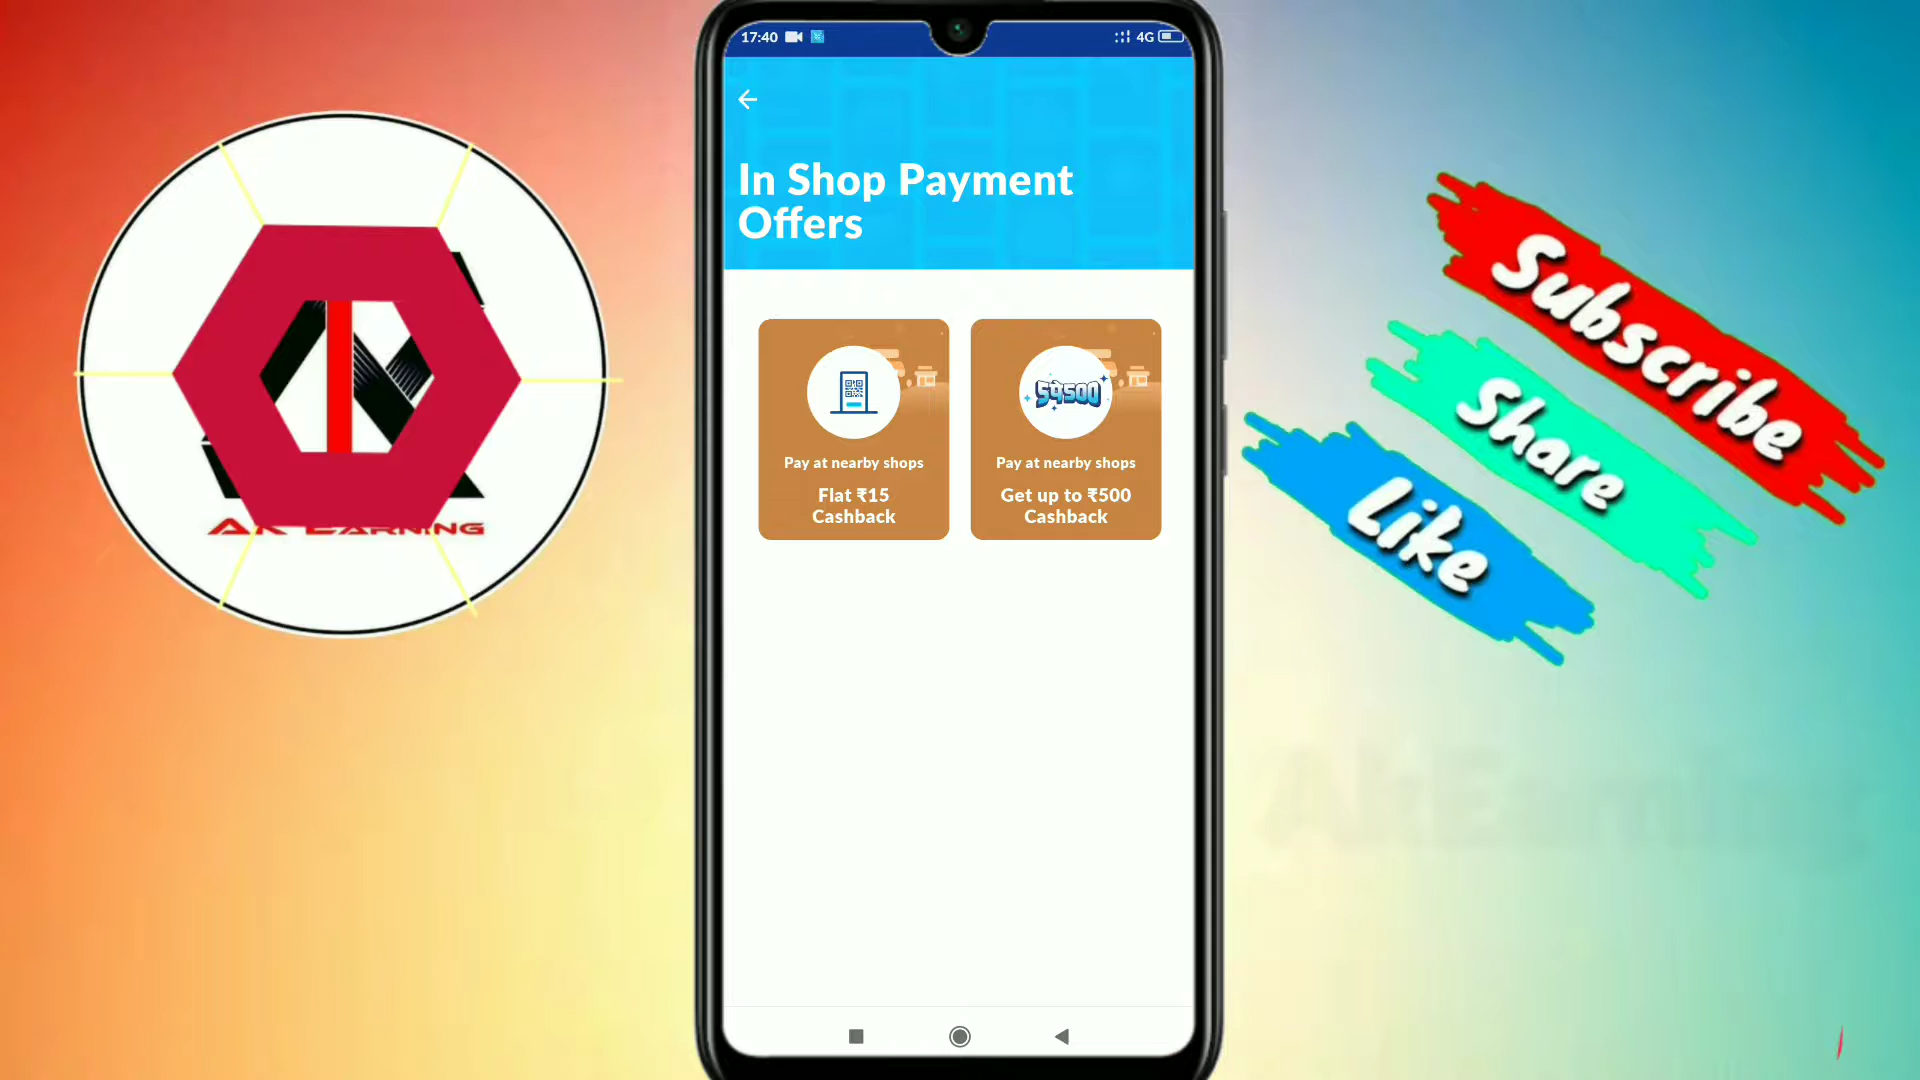 17:40
4G
In Shop Payment
Offers
Pay at nearby shops
Flat ₹15
Cashback
Pay at nearby shops
Get up to ₹500
Cashback
Subscribe
Share
Like